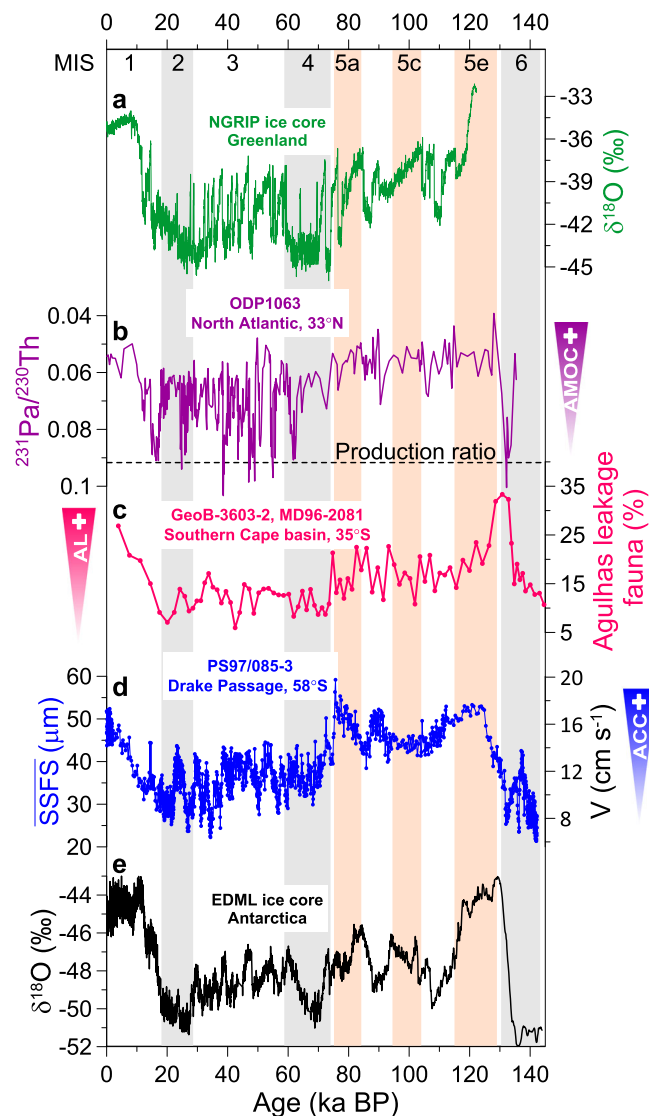 0 20 40 60 80 100 120 140
MIS 1 2 3 4 5a 5c 5e 6
a
NGRIP ice core
Greenland
-33
-36
-39
-42
-45
δ18O (‰)
b
ODP1063
North Atlantic, 33°N
0.04
0.06
0.08
0.1
231Pa/230Th
AMOC +
Production ratio
c
GeoB-3603-2, MD96-2081
Southern Cape basin, 35°S
AL +
35
25
15
5
Agulhas leakage
fauna (%)
d
PS97/085-3
Drake Passage, 58°S
60
50
40
30
20
SSFS (μm)
20
16
12
8
V (cm s-1)
ACC +
e
EDML ice core
Antarctica
-44
-46
-48
-50
-52
δ18O (‰)
0 20 40 60 80 100 120 140
Age (ka BP)